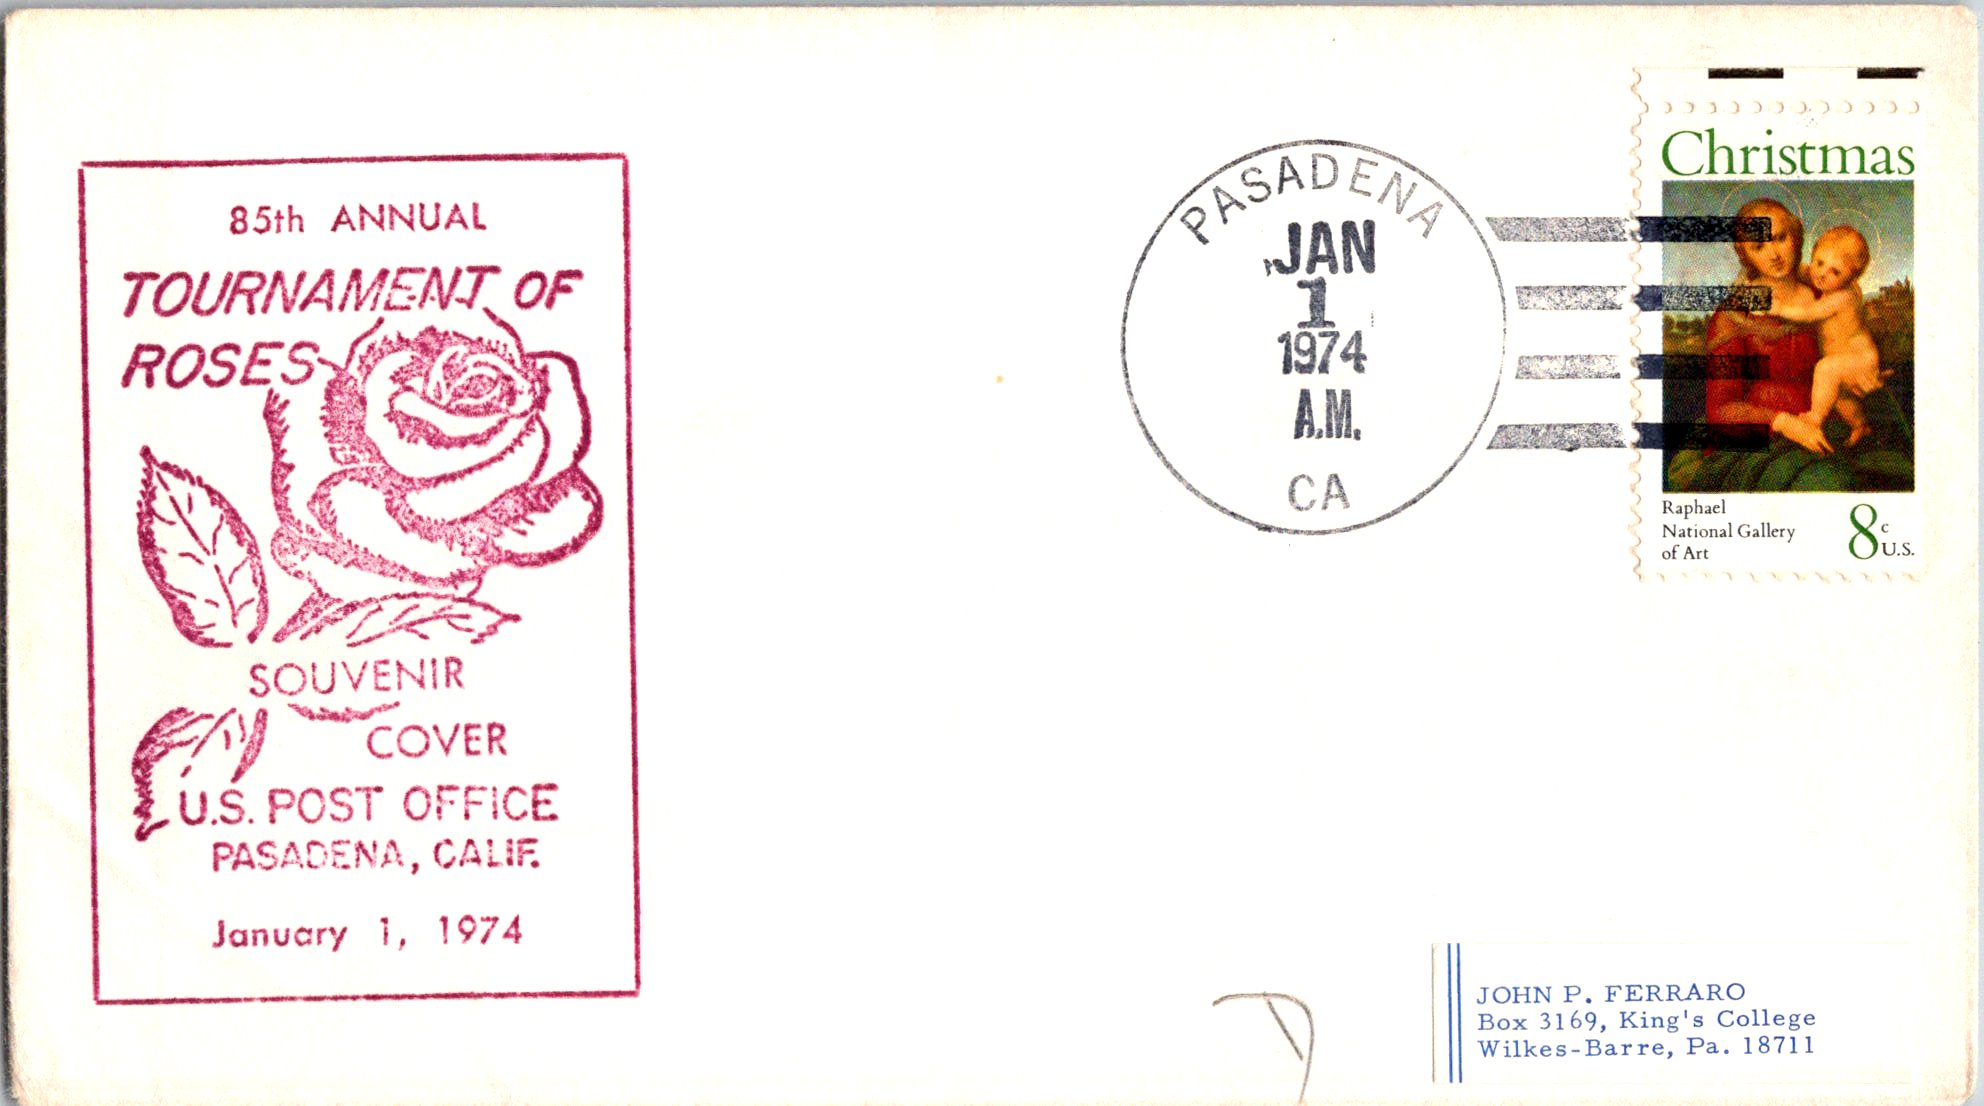 85th ANNUAL
TOURNAMENT OF
ROSES
SOUVENIR
COVER
U.S. POST OFFICE
PASADENA, CALIF.
January 1, 1974
PASADENA
JAN
1
1974
A.M.
CA
Christmas
Raphael
National Gallery
of Art
8c U.S.
JOHN P. FERRARO
Box 3169, King's College
Wilkes-Barre, Pa. 18711